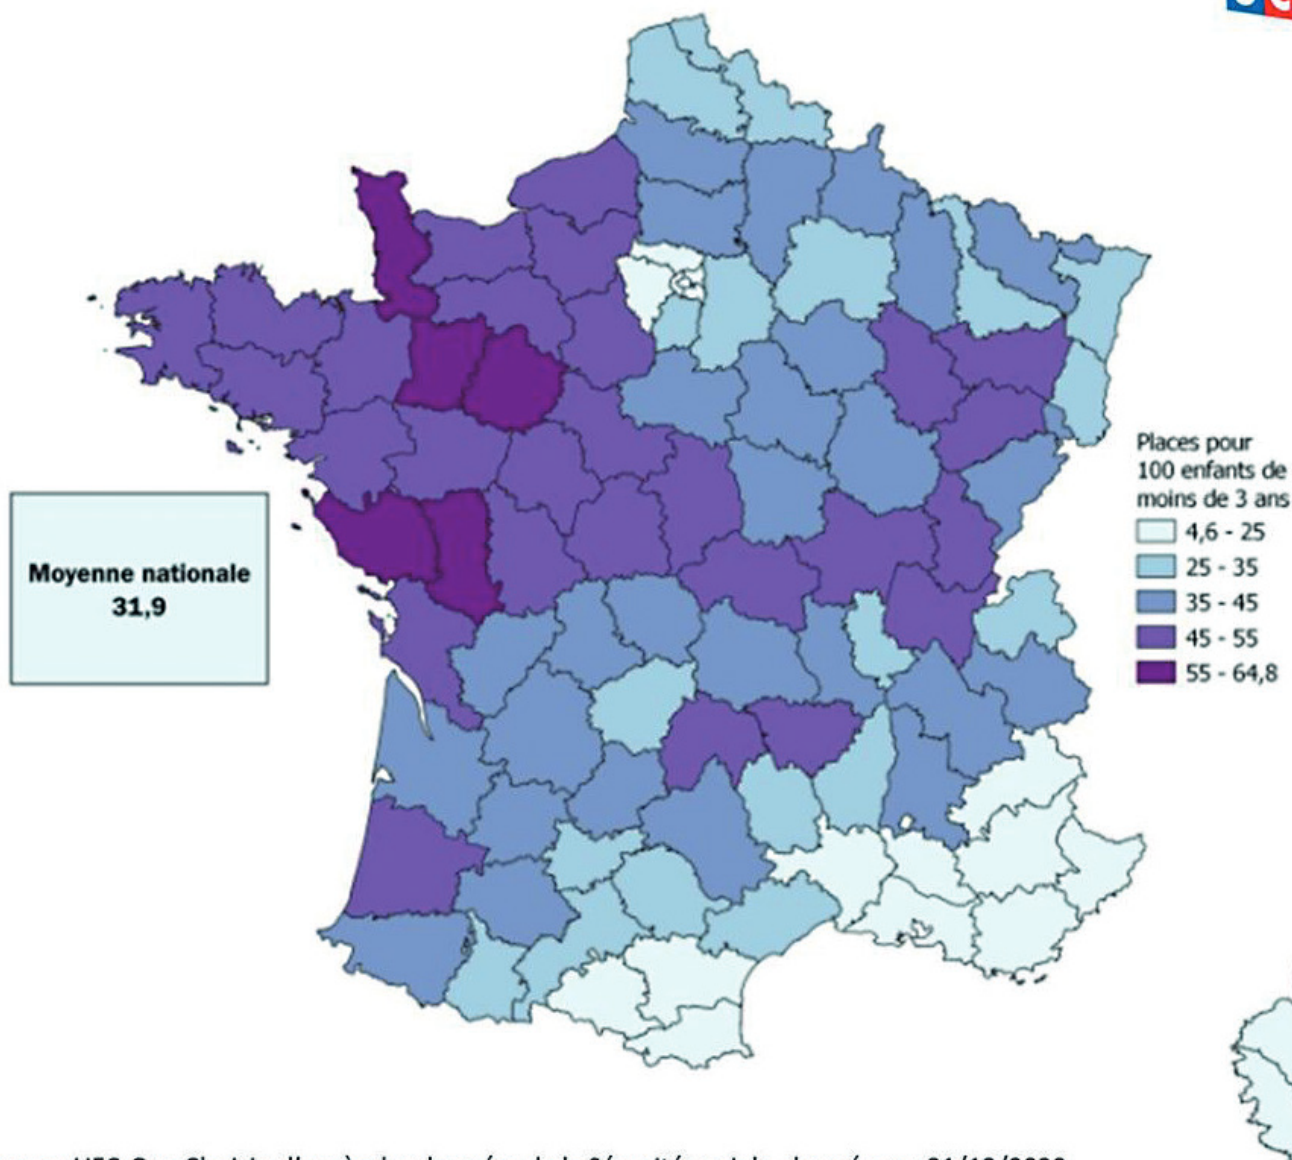 Places pour
100 enfants de
moins de 3 ans
4,6 - 25
25 - 35
35 - 45
45 - 55
55 - 64,8
Moyenne nationale
31,9